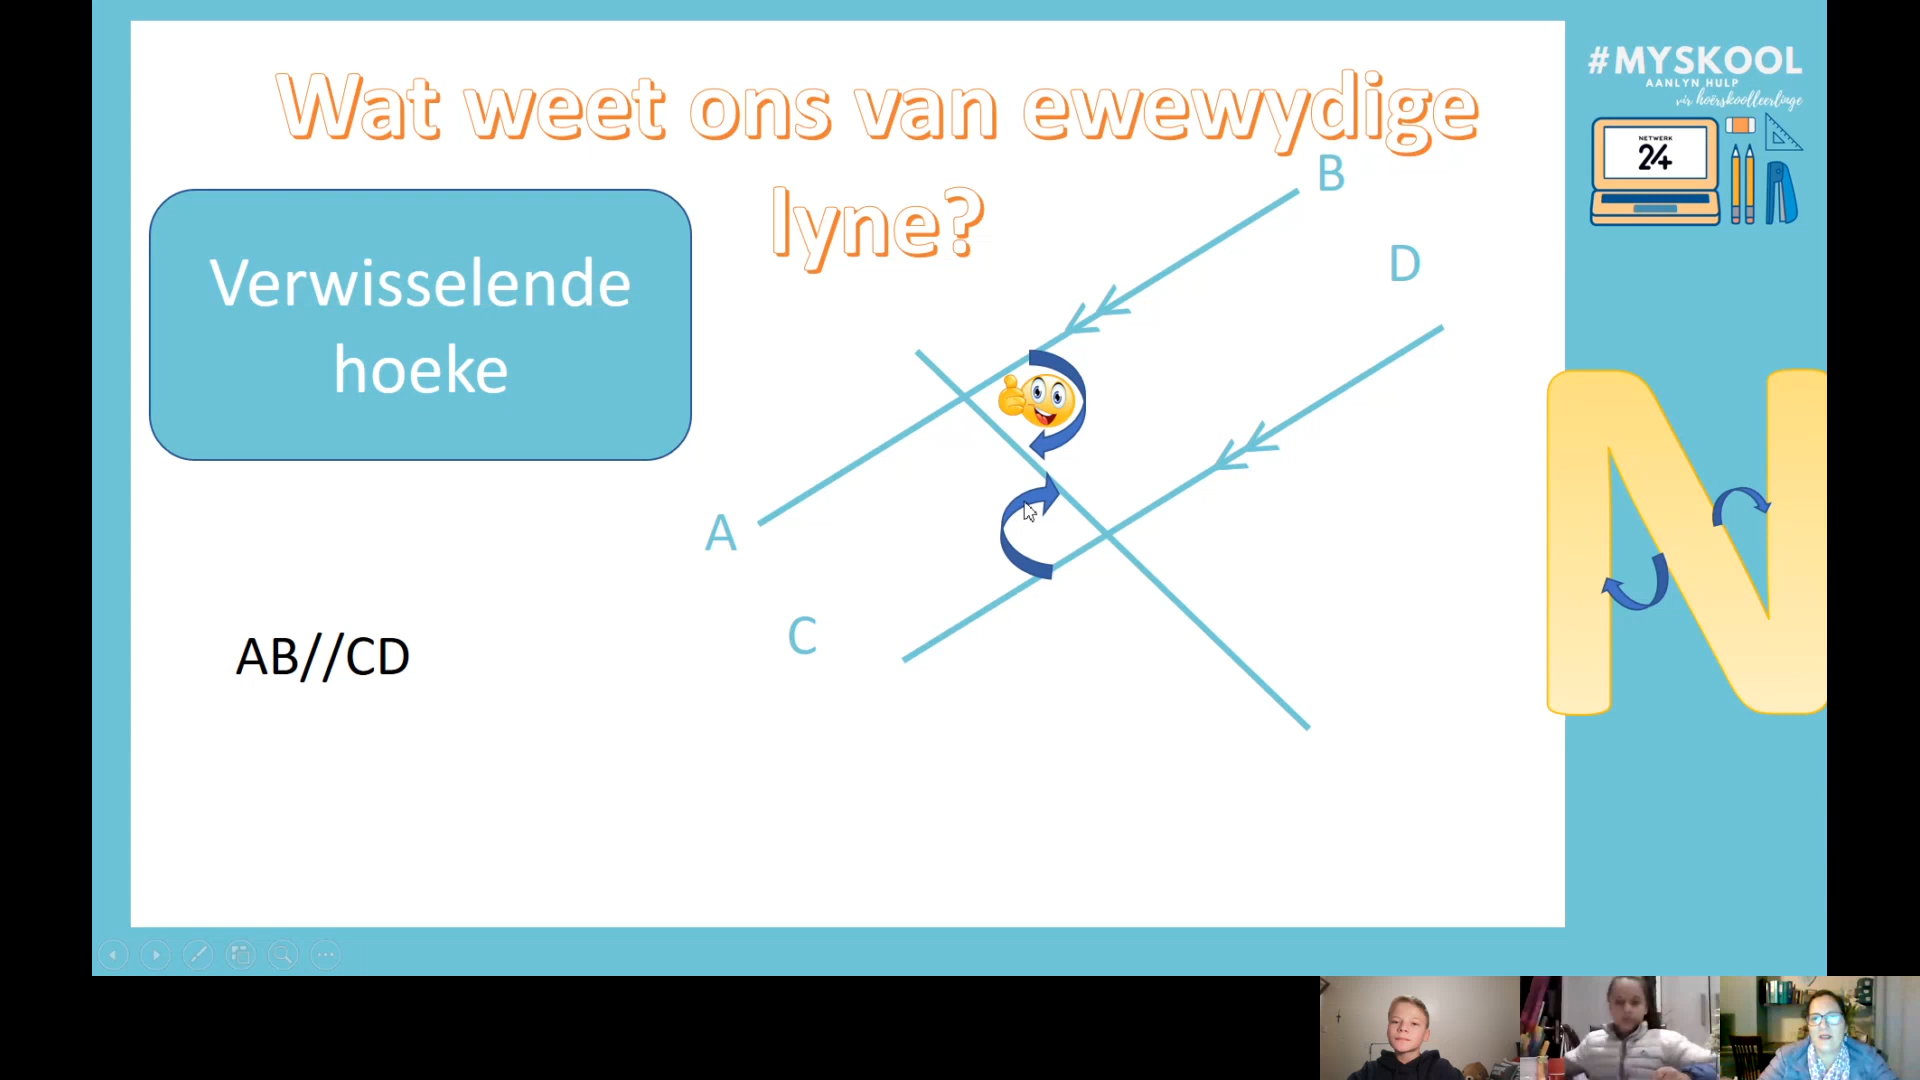 Wat weet ons van ewewydige
lyne?
Verwisselende
hoeke
B
D
A
C
AB//CD
#MYSKOOL
AANLYN HULP
vir hoërskoolleerlinge
NETWERK
24
N